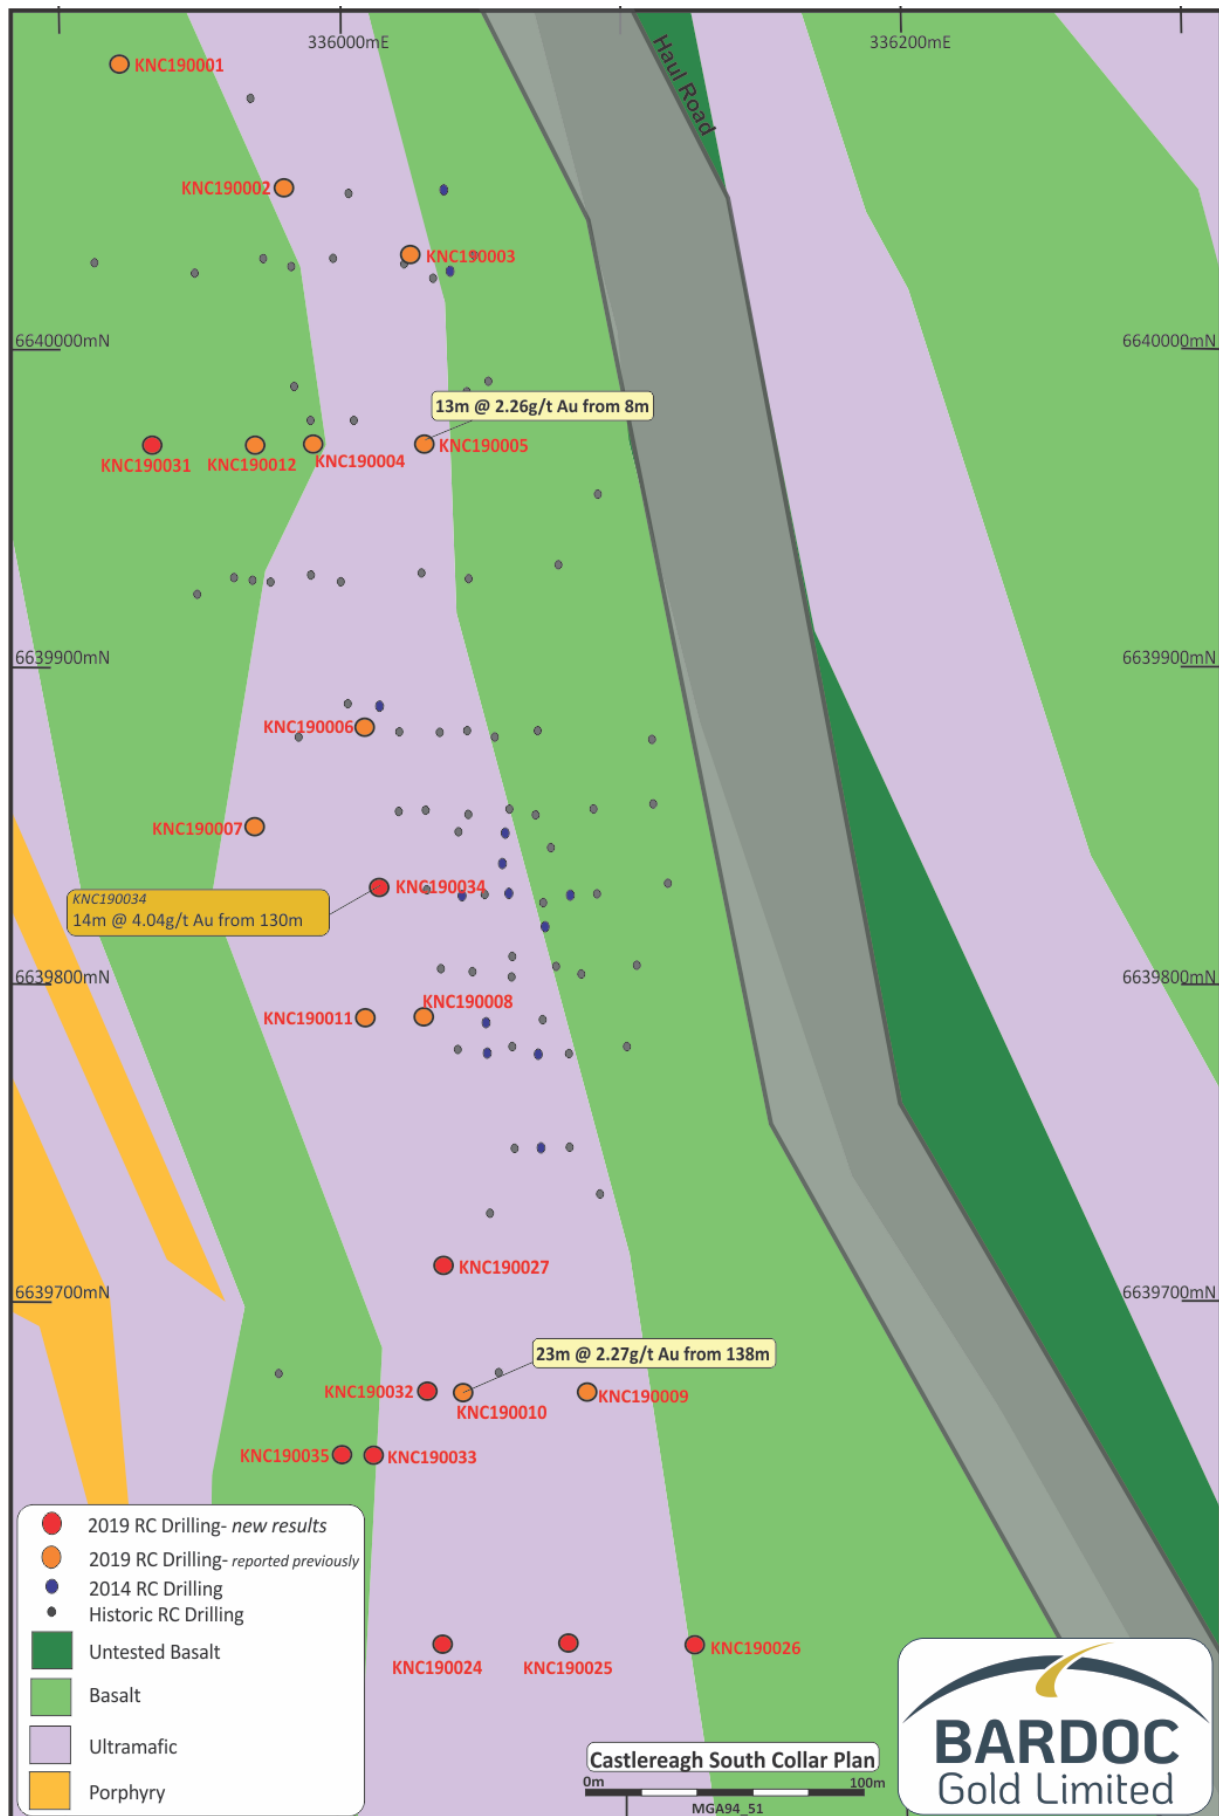 336000mE
336200mE
Haul Road
KNC190001
KNC190002
KNC190003
6640000mN
6640000mN
13m @ 2.26g/t Au from 8m
KNC190031
KNC190012
KNC190004
KNC190005
6639900mN
6639900mN
KNC190006
KNC190007
KNC190034
KNC190034
14m @ 4.04g/t Au from 130m
6639800mN
6639800mN
KNC190011
KNC190008
KNC190027
6639700mN
6639700mN
23m @ 2.27g/t Au from 138m
KNC190032
KNC190010
KNC190009
KNC190035
KNC190033
2019 RC Drilling- new results
2019 RC Drilling- reported previously
2014 RC Drilling
Historic RC Drilling
Untested Basalt
Basalt
Ultramafic
Porphyry
KNC190024
KNC190025
KNC190026
Castlereagh South Collar Plan
0m
100m
MGA94_51
BARDOC
Gold Limited